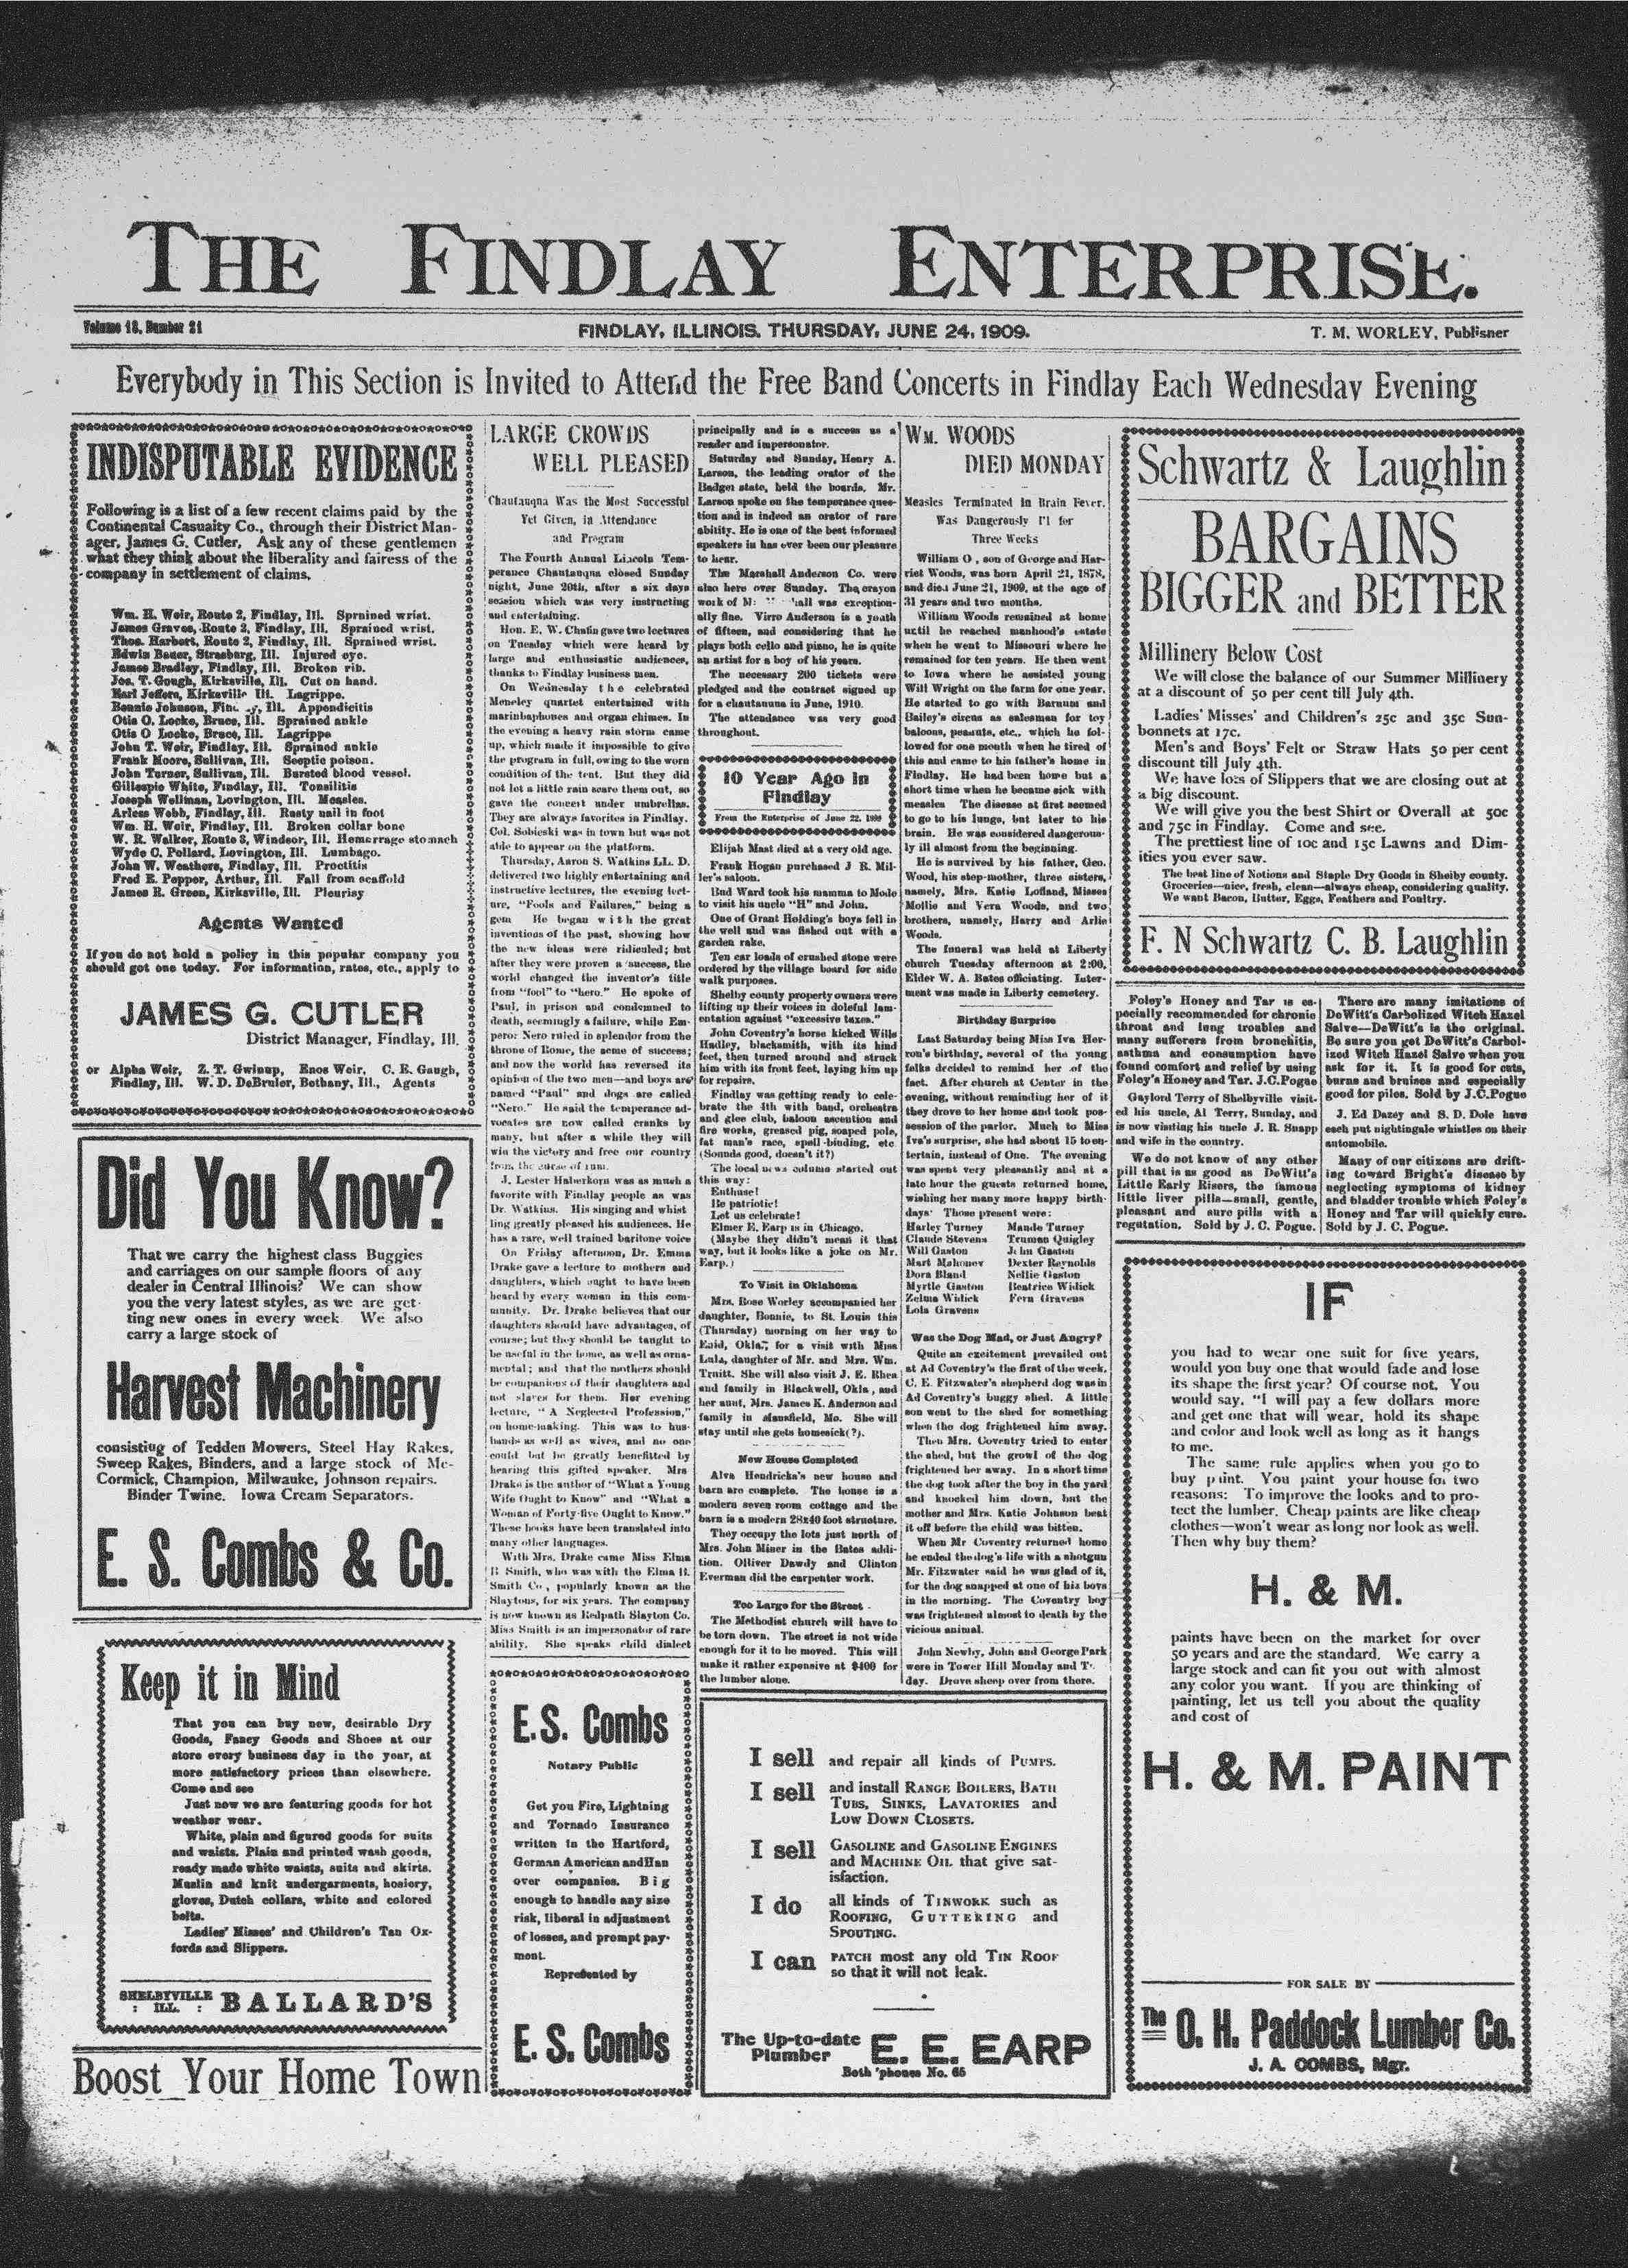 THE FINDLAY ENTERPRISE.
Volume 18, Number 21
FINDLAY, ILLINOIS, THURSDAY, JUNE 24, 1909.
T. M. WORLEY, Publisner
Everybody in This Section is Invited to Attend the Free Band Concerts in Findlay Each Wednesday Evening
INDISPUTABLE EVIDENCE
Following is a list of a few recent claims paid by the
Continental Casualty Co., through their District Man-
ager, James G. Cutler, Ask any of these gentlemen
what they think about the liberality and fairess of the
company in settlement of claims.
Wm. H. Weir, Route 2, Findlay, Ill. Sprnined wrist.
James Graves, Route 2, Findlay, Ill. Sprained wrist.
Thos. Harbert, Route 2, Findlay, Ill. Sprained wrist.
Edwin Bauer, Strasburg, Ill. Injured eye.
James Bradley, Findlay, Ill. Broken rib.
Jos. T. Gough, Kirksville, Ill. Cut on hand.
Earl Jeffers, Kirksville Ill. Lagrippe.
Bennie Johnson, Ill. Appendicitis
Otis O. Locke, Bruce, Ill. Sprained ankle
Otis O Locke, Bruce, Ill. Lagrippe
John T. Weir, Findlay, Ill. Sprained ankle
Frank Moore, Sullivan, Ill. Seeptic poison.
John Turner, Sullivan, Ill. Bursted blood vessel.
Gillespie White, Findlay, Ill. Tonsilitis
Joseph Wellman, Lovington, Ill. Measles.
Arless Webb, Findlay, Ill. Rusty nail in foot
Wm. H. Weir, Findlay, Ill. Broken collar bone
W. R. Walker, Route 3, Windsor, Ill. Hemerrage stomach
Wyde C. Pollard, Lovington, Ill. Lumbago.
John W. Weathers, Findlay, Ill. Proctitis
Fred E. Pepper, Arthur, Ill. Fall from scaffold
James R. Green, Kirksville, Ill. Pleurisy
Agents Wanted
If you do not hold a policy in this popular company you
should get one today. For information, rates, etc., apply to
JAMES G. CUTLER
District Manager, Findlay, Ill.
or Alpha Weir, Z. T. Gwinup, Enos Weir, C. R. Gaugh,
Findlay, Ill. W. D. DeBruler, Bethany, Ill., Agents
Did You Know?
That we carry the highest class Buggies
and carriages on our sample floors of any
dealer in Central Illinois? We can show
you the very latest styles, as we are get-
ting new ones in every week We also
carry a large stock of
Harvest Machinery
consisting of Tedden Mowers, Steel Hay Rakes,
Sweep Rakes, Binders, and a large stock of Mc-
Cormick, Champion, Milwauke, Johnson repairs.
Binder Twine. Iowa Cream Separators.
E. S. Combs & Co.
Keep it in Mind
That you can buy new, desirable Dry
Goods, Fancy Goods and Shoes at our
store every business day in the year, at
more satisfactory prices than elsewhere.
Come and see
Just now we are featuring goods for hot
weather wear.
White, plain and figured goods for suits
and waists. Plain and printed wash goods,
ready made white waists, suits and skirts.
Muslin and knit undergarments, hosiery,
gloves, Dutch collars, white and colored
belts.
Ladies' Misses' and Children's Tan Ox-
fords and Slippers.
SHELBYVILLE
: ILL. :
BALLARD'S
Boost Your Home Town
LARGE CROWDS
WELL PLEASED
Chautauqna Was the Most Successful
Yet Given, in Attendance
and Program
The Fourth Annual Lincoln Tem-
perance Chautauqua closed Sunday
night, June 20th, after a six days
session which was very instructing
and entertaining.
Hon. E. W. Chafin gave two lectures
on Tuesday which were heard by
large and enthusiastic audiences,
thanks to Findlay business men.
On Wednesday the celebrated
Meneley quartet entertained with
marinbaphones and organ chimes. In
the evening a heavy rain storm came
up, which made it impossible to give
the program in full, owing to the worn
condition of the tent. But they did
not let a little rain scare them out, so
gave the concert under umbrellas.
They are always favorites in Findlay.
Col. Sobieski was in town but was not
able to appear on the platform.
Thursday, Aaron S. Watkins LL. D.
delivered two highly entertaining and
instructive lectures, the evening lect-
ure, "Fools and Failures," being a
gem He began with the great
inventions of the past, showing how
the new ideas were ridiculed; but
after they were proven a success, the
world changed the inventor's title
from "fool" to "hero." He spoke of
Paul, in prison and condemned to
death, seemingly a failure, while Em-
peror Nero ruled in splendor from the
throne of Rome, the acme of success;
and now the world has reversed its
opinion of the two men—and boys are
named "Paul" and dogs are called
"Nero." He said the temperance ad-
vocates are now called cranks by
many, but after a while they will
win the victory and free our country
from the curse of rum.
J. Lester Haberkorn was as much a
favorite with Findlay people as was
Dr. Watkins. His singing and whist
ling greatly pleased his audiences. He
has a rare, well trained baritone voice
On Friday afternoon, Dr. Emma
Drake gave a lecture to mothers and
daughters, which ought to have been
heard by every woman in this com-
munity. Dr. Drake believes that our
daughters should have advantages, of
course; but they should be taught to
be useful in the home, as well as orna-
mental; and that the mothers should
be companions of their daughters and
not slaves for them. Her evening
lecture, "A Neglected Profession,"
on home-making. This was to hus-
bands as well as wives, and no one
could but be greatly benefitted by
hearing this gifted speaker. Mrs
Drake is the author of "What a Young
Wife Ought to Know" and "What a
Woman of Forty-five Ought to Know."
These books have been translated into
many other languages.
With Mrs. Drake came Miss Elma
B. Smith, who was with the Elma B.
Smith Co., popularly known as the
Slaytons, for six years. The company
is now known as Redpath Slayton Co.
Miss Smith is an impersonator of rare
ability. She speaks child dialect
E.S. Combs
Notary Public
Get you Fire, Lightning
and Tornado Insurance
written in the Hartford,
German American and Han
over companies. Big
enough to handle any size
risk, liberal in adjustment
of losses, and prompt pay-
ment.
Represented by
E. S. Combs
principally and is a success as a
reader and impersonator.
Saturday and Sunday, Henry A.
Larson, the leading orator of the
Badger state, held the boards. Mr.
Larson spoke on the temperance ques-
tion and is indeed an orator of rare
ability. He is one of the best informed
speakers in has ever been our pleasure
to hear.
The Marshall Anderson Co. were
also here over Sunday. The crayon
work of was exception-
ally fine. Virro Anderson is a youth
of fifteen, and considering that he
plays both cello and piano, he is quite
an artist for a boy of his years.
The necessary 200 tickets were
pledged and the contract signed up
for a chautauqua in June, 1910.
The attendance was very good
throughout.
10 Year Ago In
Findlay
From the Enterprise of June 22, 1899
Elijah Mast died at a very old age.
Frank Hogan purchased J R. Mil-
ler's saloon.
Bud Ward took his mamma to Mode
to visit his uncle "H" and John.
One of Grant Holding's boys fell in
the well and was fished out with a
garden rake.
Ten car loads of crushed stone were
ordered by the village board for side
walk purposes.
Shelby county property owners were
lifting up their voices in doleful lam-
entation against "excessive taxes."
John Coventry's horse kicked Wills
Hadley, blacksmith, with its hind
feet, then turned around and struck
him with its front feet, laying him up
for repairs.
Findlay was getting ready to cele-
brate the 4th with band, orchestra
and glee club, baloon ascention and
fire works, greased pig, soaped pole,
fat man's race, spell-binding, etc.
(Sounds good, doesn't it?)
The local news column started out
this way:
Enthuse!
Be patriotic!
Let us celebrate!
Elmer E. Earp is in Chicago.
(Maybe they didn't mean it that
way, but it looks like a joke on Mr.
Earp.)
To Visit in Oklahoma
Mrs. Rose Worley accompanied her
daughter, Bonnie, to St. Louis this
(Thursday) morning on her way to
Enid, Okla., for a visit with Miss
Lula, daughter of Mr. and Mrs. Wm.
Truitt. She will also visit J. E. Rhea
and family in Blackwell, Okla, and
her aunt, Mrs. James K. Anderson and
family in Mansfield, Mo. She will
stay until she gets homesick(?).
New House Completed
Alva Hendricks's new house and
barn are complete. The house is a
modern seven room cottage and the
barn is a modern 28x40 foot structure.
They occupy the lots just north of
Mrs. John Miner in the Bates addi-
tion. Olliver Dawdy and Clinton
Everman did the carpenter work.
Too Large for the Street
The Methodist church will have to
be torn down. The street is not wide
enough for it to be moved. This will
make it rather expensive at $400 for
the lumber alone.
WM. WOODS
DIED MONDAY
Measles Terminated In Brain Fever.
Was Dangerously I'l for
Three Weeks
William O, son of George and Har-
riet Woods, was born April 21, 1878,
and died June 21, 1909, at the age of
31 years and two months.
William Woods remained at home
until he reached manhood's estate
when he went to Missouri where he
remained for ten years. He then went
to Iowa where he assisted young
Will Wright on the farm for one year.
He started to go with Barnum and
Bailey's circus as salesman for toy
baloons, peanuts, etc., which he fol-
lowed for one month when he tired of
this and came to his father's home in
Findlay. He had been home but a
short time when he became sick with
measles The disease at first seemed
to go to his lungs, but later to his
brain. He was considered dangerous-
ly ill almost from the beginning.
He is survived by his father, Geo.
Wood, his step-mother, three sisters,
namely, Mrs. Katie Lofland, Misses
Mollie and Vera Woods, and two
brothers, namely, Harry and Arlie
Woods.
The funeral was held at Liberty
church Tuesday afternoon at 2:00,
Elder W. A. Bates officiating. Inter-
ment was made in Liberty cemetery.
Birthday Surprise
Last Saturday being Miss Iva Her-
ron's birthday, several of the young
folks decided to remind her of the
fact. After church at Center in the
evening, without reminding her of it
they drove to her home and took pos-
session of the parlor. Much to Miss
Iva's surprise, she had about 15 to en-
tertain, instead of One. The evening
was spent very pleasantly and at a
late hour the guests returned home,
wishing her many more happy birth-
days. Those present were:
Harley Turney Maude Turney
Claude Stevens Truman Quigley
Will Gaston John Gaston
Mart Mahoney Dexter Reynolds
Dora Bland Nellie Gaston
Myrtle Gaston Beatrice Widick
Zelma Widick Fern Gravens
Lola Gravens
Was the Dog Mad, or Just Angry?
Quite an excitement prevailed out
at Ad Coventry's the first of the week.
C. E. Fitzwater's shepherd dog was in
Ad Coventry's buggy shed. A little
son went to the shed for something
when the dog frightened him away.
Then Mrs. Coventry tried to enter
the shed, but the growl of the dog
frightened her away. In a short time
the dog took after the boy in the yard
and knocked him down, but the
mother and Mrs. Katie Johnson beat
it off before the child was bitten.
When Mr Coventry returned home
he ended the dog's life with a shotgun
Mr. Fitzwater said he was glad of it,
for the dog snapped at one of his boys
in the morning. The Coventry boy
was frightened almost to death by the
vicious animal.
John Newby, John and George Park
were in Tower Hill Monday and
day. Drove sheep over from there.
I sell and repair all kinds of PUMPS.
I sell and install RANGE BOILERS, BATH
TUBS, SINKS, LAVATORIES and
LOW DOWN CLOSETS.
I sell GASOLINE and GASOLINE ENGINES
and MACHINE OIL that give sat-
isfaction.
I do all kinds of TINWORK such as
ROOFING, GUTTERING and
SPOUTING.
I can PATCH most any old TIN ROOF
so that it will not leak.
The Up-to-date
Plumber
E. E. EARP
Both 'phones No. 65
Schwartz & Laughlin
BARGAINS
BIGGER and BETTER
Millinery Below Cost
We will close the balance of our Summer Millinery
at a discount of 50 per cent till July 4th.
Ladies' Misses' and Children's 25c and 35c Sun-
bonnets at 17c.
Men's and Boys' Felt or Straw Hats 50 per cent
discount till July 4th.
We have lots of Slippers that we are closing out at
a big discount.
We will give you the best Shirt or Overall at 50c
and 75c in Findlay. Come and see.
The prettiest line of 10c and 15c Lawns and Dim-
ities you ever saw.
The best line of Notions and Staple Dry Goods in Shelby county.
Groceries—nice, fresh, clean—always cheap, considering quality.
We want Bacon, Butter, Eggs, Feathers and Poultry.
F. N Schwartz C. B. Laughlin
Foley's Honey and Tar is es-
pecially recommended for chronic
throat and lung troubles and
many sufferers from bronchitis,
asthma and consumption have
found comfort and relief by using
Foley's Honey and Tar. J.C.Pogue
Gaylord Terry of Shelbyville visit-
ed his uncle, Al Terry, Sunday, and
is now visiting his uncle J. R. Snapp
and wife in the country.
We do not know of any other
pill that is as good as DeWitt's
Little Early Risers, the famous
little liver pills—small, gentle,
pleasant and sure pills with a
regutation. Sold by J. C. Pogue.
There are many imitations of
DeWitt's Carbolized Witch Hazel
Salve—DeWitt's is the original.
Be sure you get DeWitt's Carbol-
ized Witch Hazel Salve when you
ask for it. It is good for cuts,
burns and bruises and especially
good for piles. Sold by J.C.Pogue
J. Ed Dazey and S. D. Dole have
each put nightingale whistles on their
automobile.
Many of our citizens are drift-
ing toward Bright's disease by
neglecting symptoms of kidney
and bladder trouble which Foley's
Honey and Tar will quickly cure.
Sold by J. C. Pogue.
IF
you had to wear one suit for five years,
would you buy one that would fade and lose
its shape the first year? Of course not. You
would say. "I will pay a few dollars more
and get one that will wear, hold its shape
and color and look well as long as it hangs
to me.
The same rule applies when you go to
buy paint. You paint your house for two
reasons: To improve the looks and to pro-
tect the lumber. Cheap paints are like cheap
clothes—won't wear as long nor look as well.
Then why buy them?
H. & M.
paints have been on the market for over
50 years and are the standard. We carry a
large stock and can fit you out with almost
any color you want. If you are thinking of
painting, let us tell you about the quality
and cost of
H. & M. PAINT
FOR SALE BY
The O. H. Paddock Lumber Co.
J. A. COMBS, Mgr.